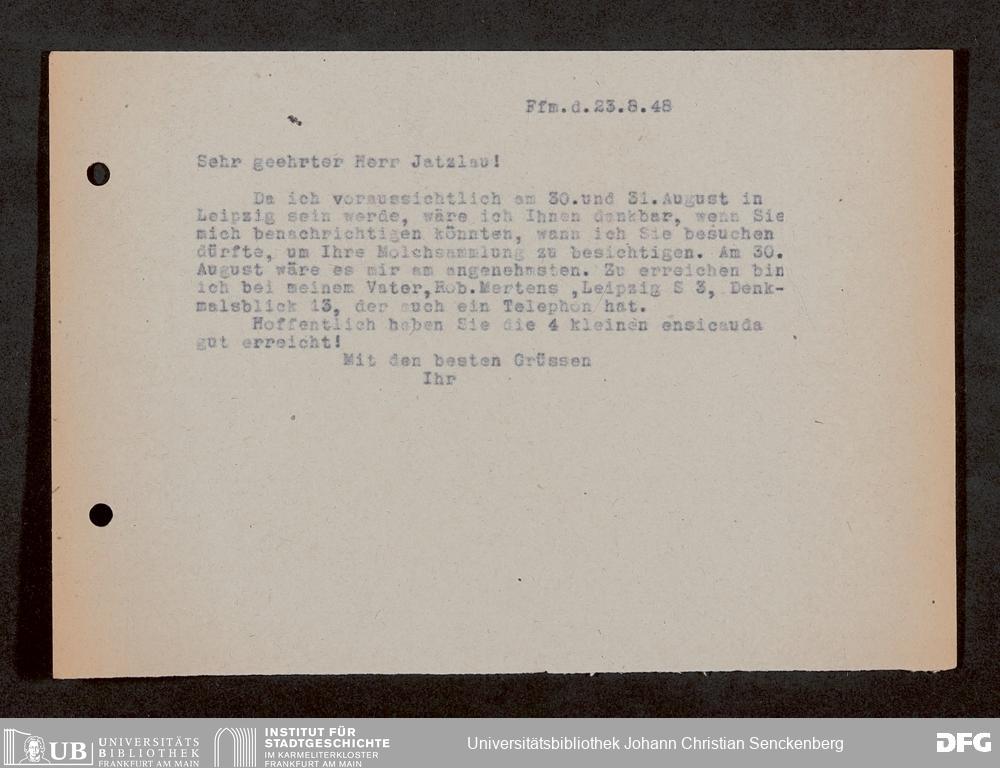 Ffm.d.23.8.48
Sehr geehrter Herr Jatzlau!
Da ich voraussichtlich am 30.und 31.August in
Leipzig sein werde, wäre ich Ihnen dankbar, wenn Sie
mich benachrichtigen könnten, wann ich Sie besuchen
dürfte, um Ihre Molchsammlung zu besichtigen. Am 30.
August wäre es mir am angenehmsten. Zu erreichen bin
ich bei meinem Vater,Rob.Mertens ,Leipzig S 3, Denk-
malsblick 13, der auch ein Telephon hat.
Hoffentlich haben Sie die 4 kleinen ensicauda
gut erreicht!
Mit den besten Grüssen
Ihr
UB UNIVERSITÄTS
BIBLIOTHEK
FRANKFURT AM MAIN
INSTITUT FÜR
STADTGESCHICHTE
IM KARMELITERKLOSTER
FRANKFURT AM MAIN
Universitätsbibliothek Johann Christian Senckenberg
DFG